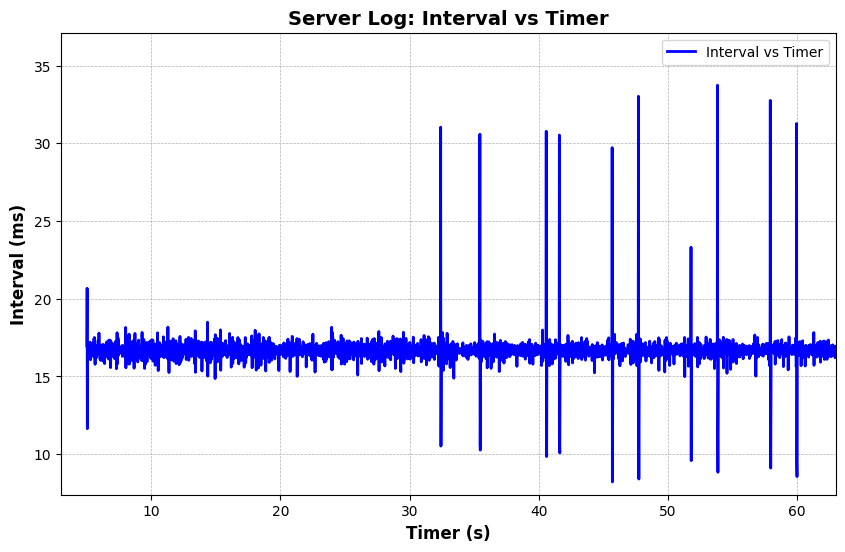 Server Log: Interval vs Timer
Interval vs Timer
35
30
25
20
15
10
Interval (ms)
10 20 30 40 50 60
Timer (s)